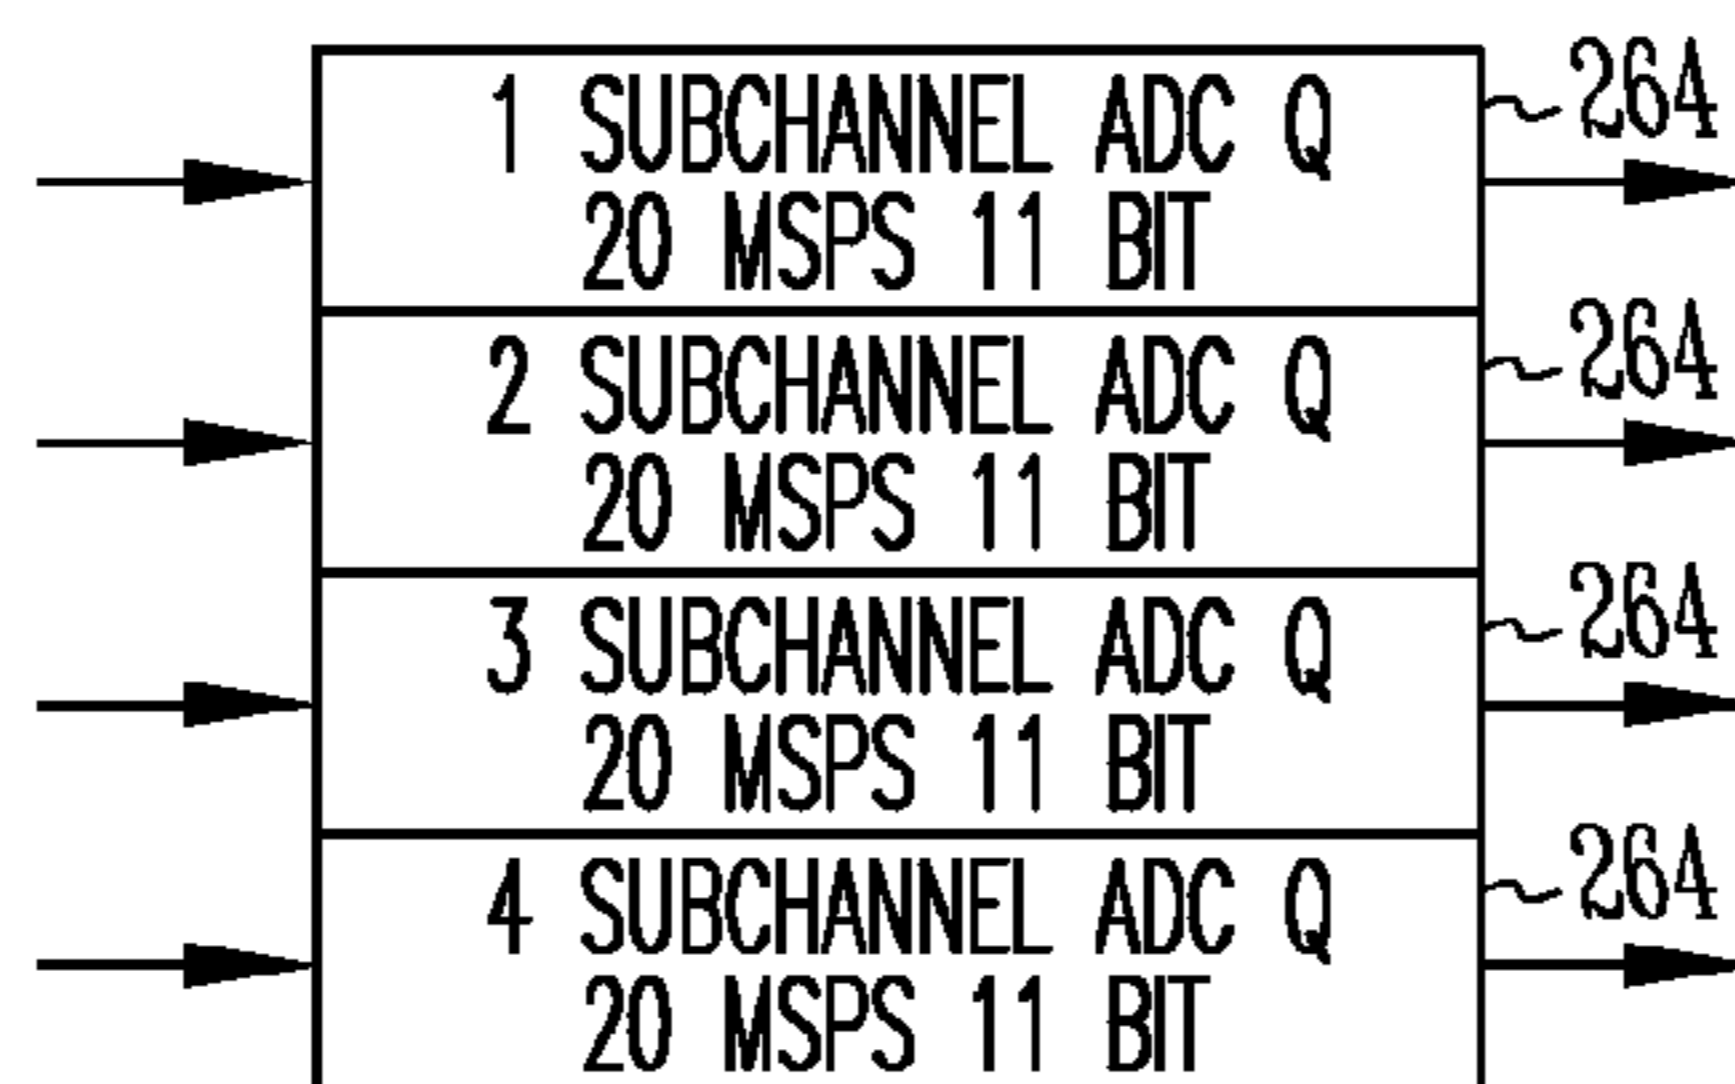 1 SUBCHANNEL ADC Q
20 MSPS 11 BIT
264
2 SUBCHANNEL ADC Q
20 MSPS 11 BIT
264
3 SUBCHANNEL ADC Q
20 MSPS 11 BIT
264
4 SUBCHANNEL ADC Q
20 MSPS 11 BIT
264